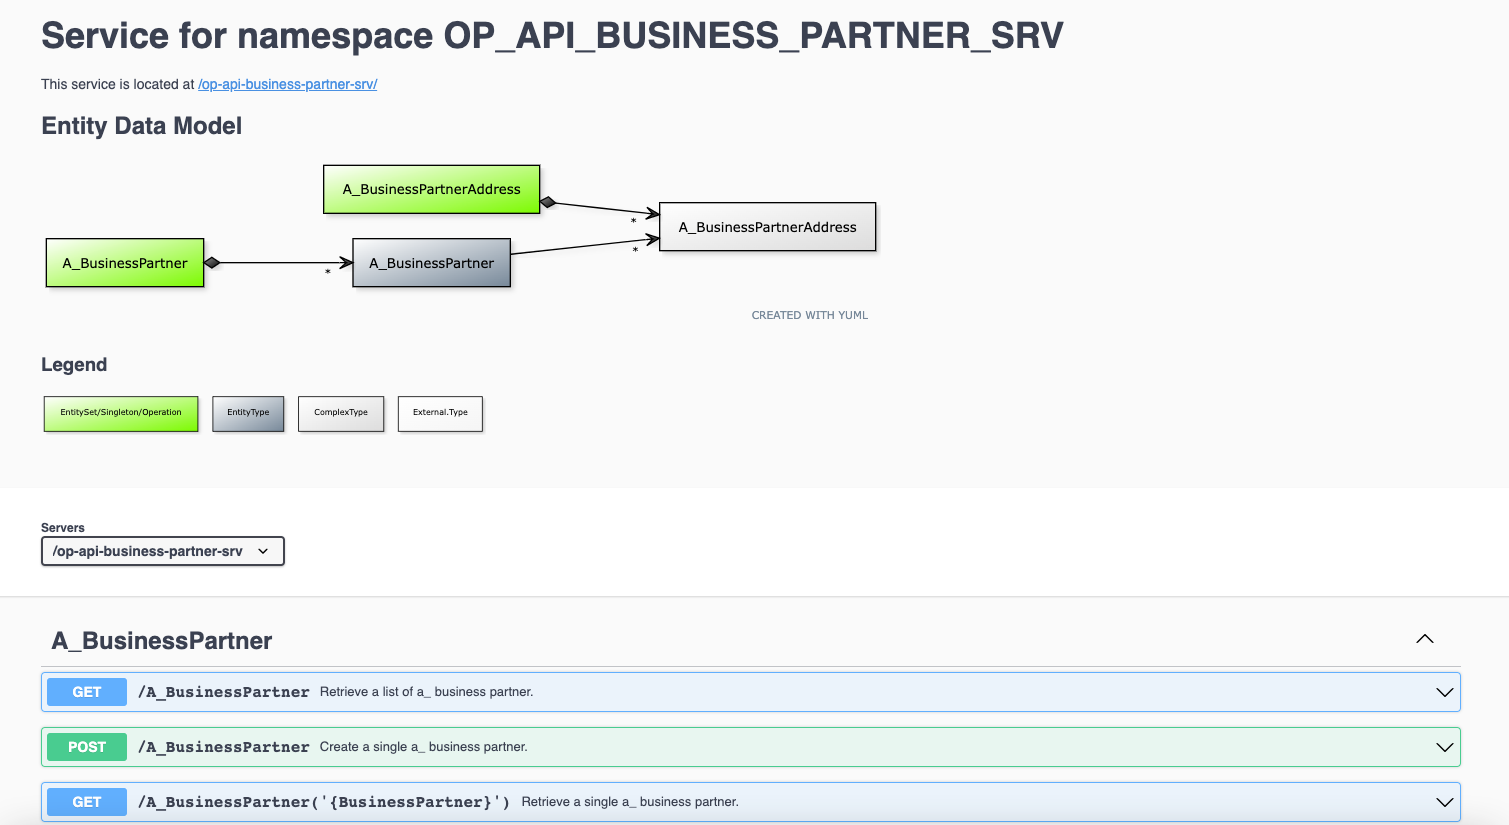 Service for namespace OP_API_BUSINESS_PARTNER_SRV
This service is located at /op-api-business-partner-srv/
Entity Data Model
A_BusinessPartnerAddress
*
A_BusinessPartnerAddress
*
A_BusinessPartner
*
A_BusinessPartner
CREATED WITH YUML
Legend
EntitySet/Singleton/Operation
EntityType
ComplexType
External.Type
Servers
/op-api-business-partner-srv
A_BusinessPartner
GET /A_BusinessPartner Retrieve a list of a_ business partner.
POST /A_BusinessPartner Create a single a_ business partner.
GET /A_BusinessPartner('{BusinessPartner}') Retrieve a single a_ business partner.